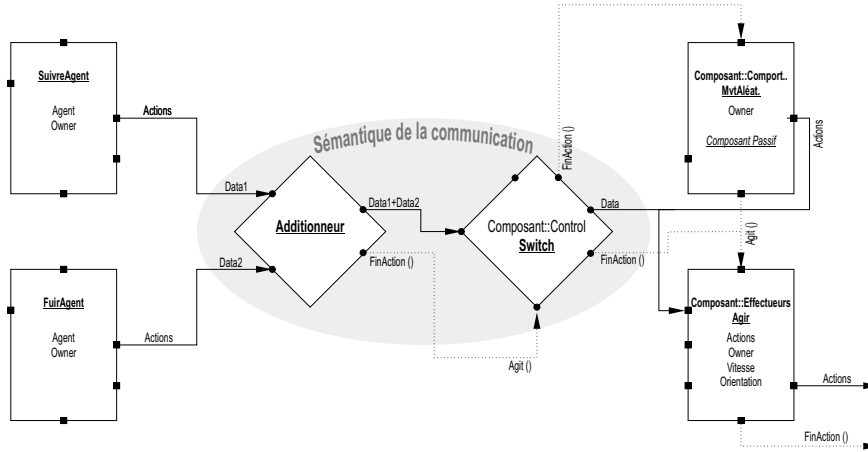 SuivreAgent
Agent
Owner
Actions
Data1
Sémantique de la communication
Additionneur
Data1+Data2
FinAction ()
Data2
FuirAgent
Agent
Owner
Actions
FinAction ()
Composant::Control
Switch
Data
FinAction ()
Agit ()
Composant::Comport..
MvtAléat.
Owner
Composant Passif
Actions
Agit ()
Composant::Effectueurs
Agir
Actions
Owner
Vitesse
Orientation
Actions
FinAction ()